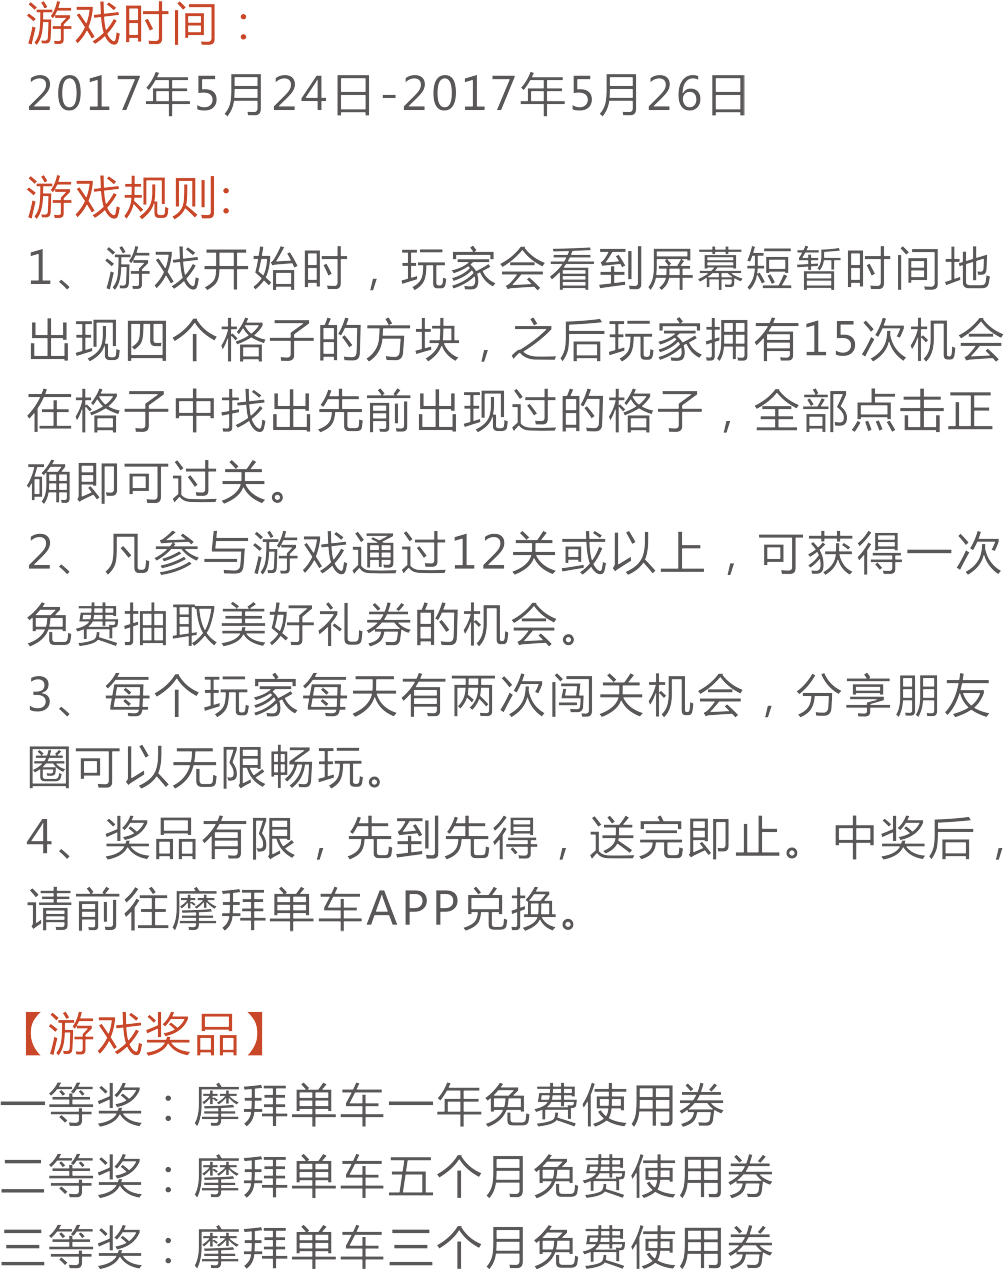 游戏时间：
2017年5月24日-2017年5月26日
游戏规则:
1、游戏开始时，玩家会看到屏幕短暂时间地
出现四个格子的方块，之后玩家拥有15次机会
在格子中找出先前出现过的格子，全部点击正
确即可过关。
2、凡参与游戏通过12关或以上，可获得一次
免费抽取美好礼券的机会。
3、每个玩家每天有两次闯关机会，分享朋友
圈可以无限畅玩。
4、奖品有限，先到先得，送完即止。中奖后，
请前往摩拜单车APP兑换。
【游戏奖品】
一等奖：摩拜单车一年免费使用券
二等奖：摩拜单车五个月免费使用券
三等奖：摩拜单车三个月免费使用券